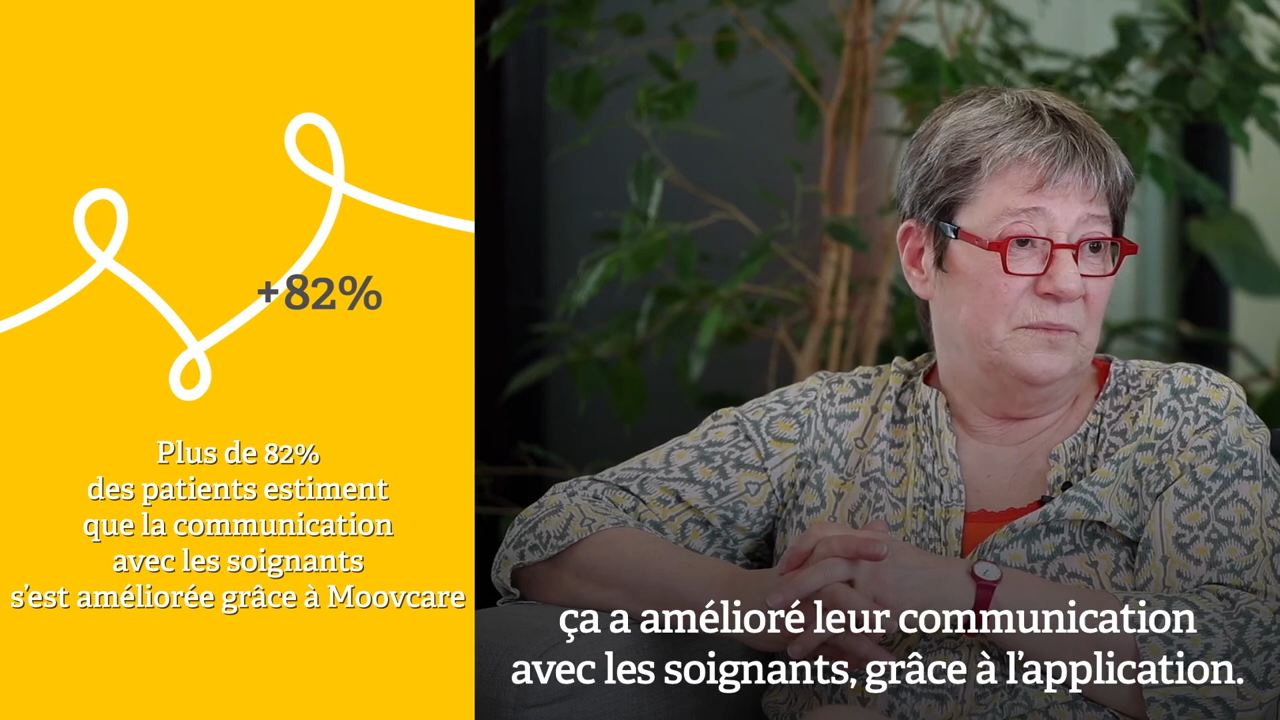 +82%
Plus de 82%
des patients estiment
que la communication
avec les soignants
s'est améliorée grâce à Moovcare
ça a amélioré leur communication
avec les soignants, grâce à l'application.